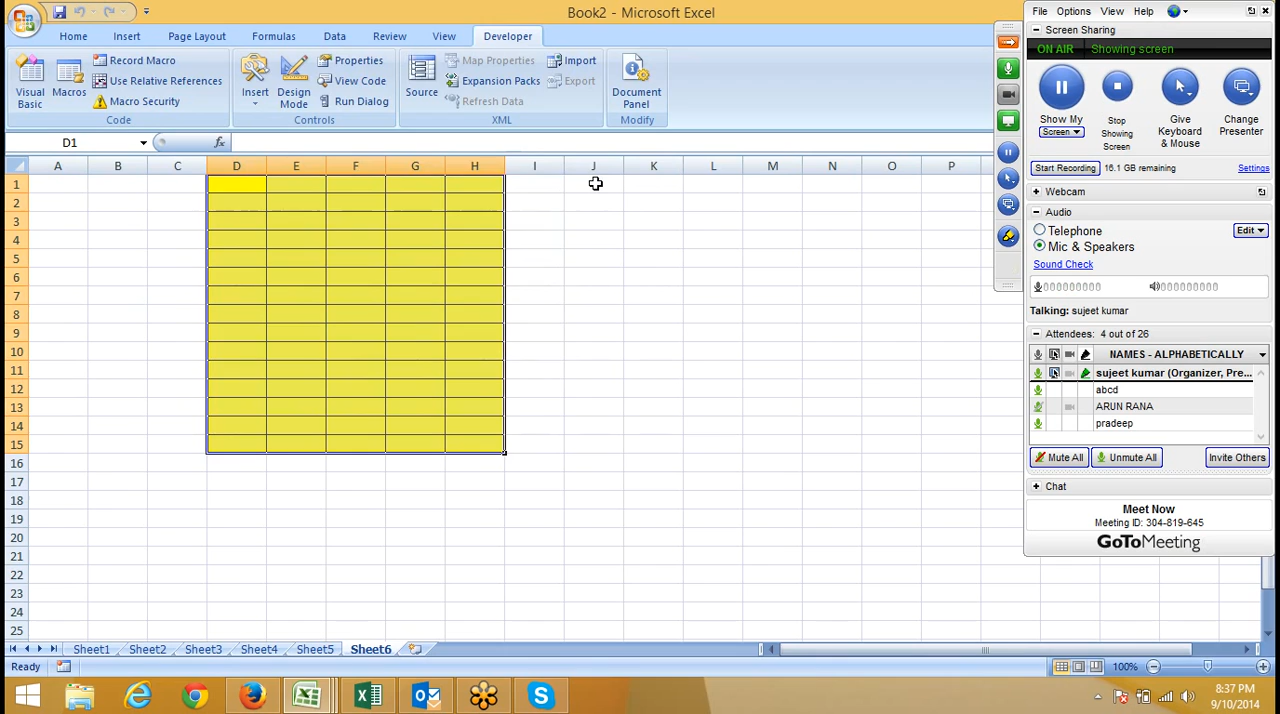 Book2 - Microsoft Excel
Home Insert Page Layout Formulas Data Review View Developer
Visual Basic
Macros
Record Macro
Use Relative References
Macro Security
Code
Insert
Design Mode
Properties
View Code
Run Dialog
Controls
Source
Map Properties
Expansion Packs
Refresh Data
Import
Export
XML
Document Panel
Modify
D1
fx
A B C D E F G H I J K L M N O P
1
2
3
4
5
6
7
8
9
10
11
12
13
14
15
16
17
18
19
20
21
22
23
24
25
Sheet1 Sheet2 Sheet3 Sheet4 Sheet5 Sheet6
Ready
100%
File Options View Help
Screen Sharing
ON AIR Showing screen
Show My
Screen
Stop
Showing
Screen
Give
Keyboard
& Mouse
Change
Presenter
Start Recording 16.1 GB remaining Settings
Webcam
Audio
Telephone
Edit
Mic & Speakers
Sound Check
Talking: sujeet kumar
Attendees: 4 out of 26
NAMES - ALPHABETICALLY
sujeet kumar (Organizer, Pre...
abcd
ARUN RANA
pradeep
Mute All Unmute All Invite Others
Chat
Meet Now
Meeting ID: 304-819-645
GoToMeeting
8:37 PM
9/10/2014